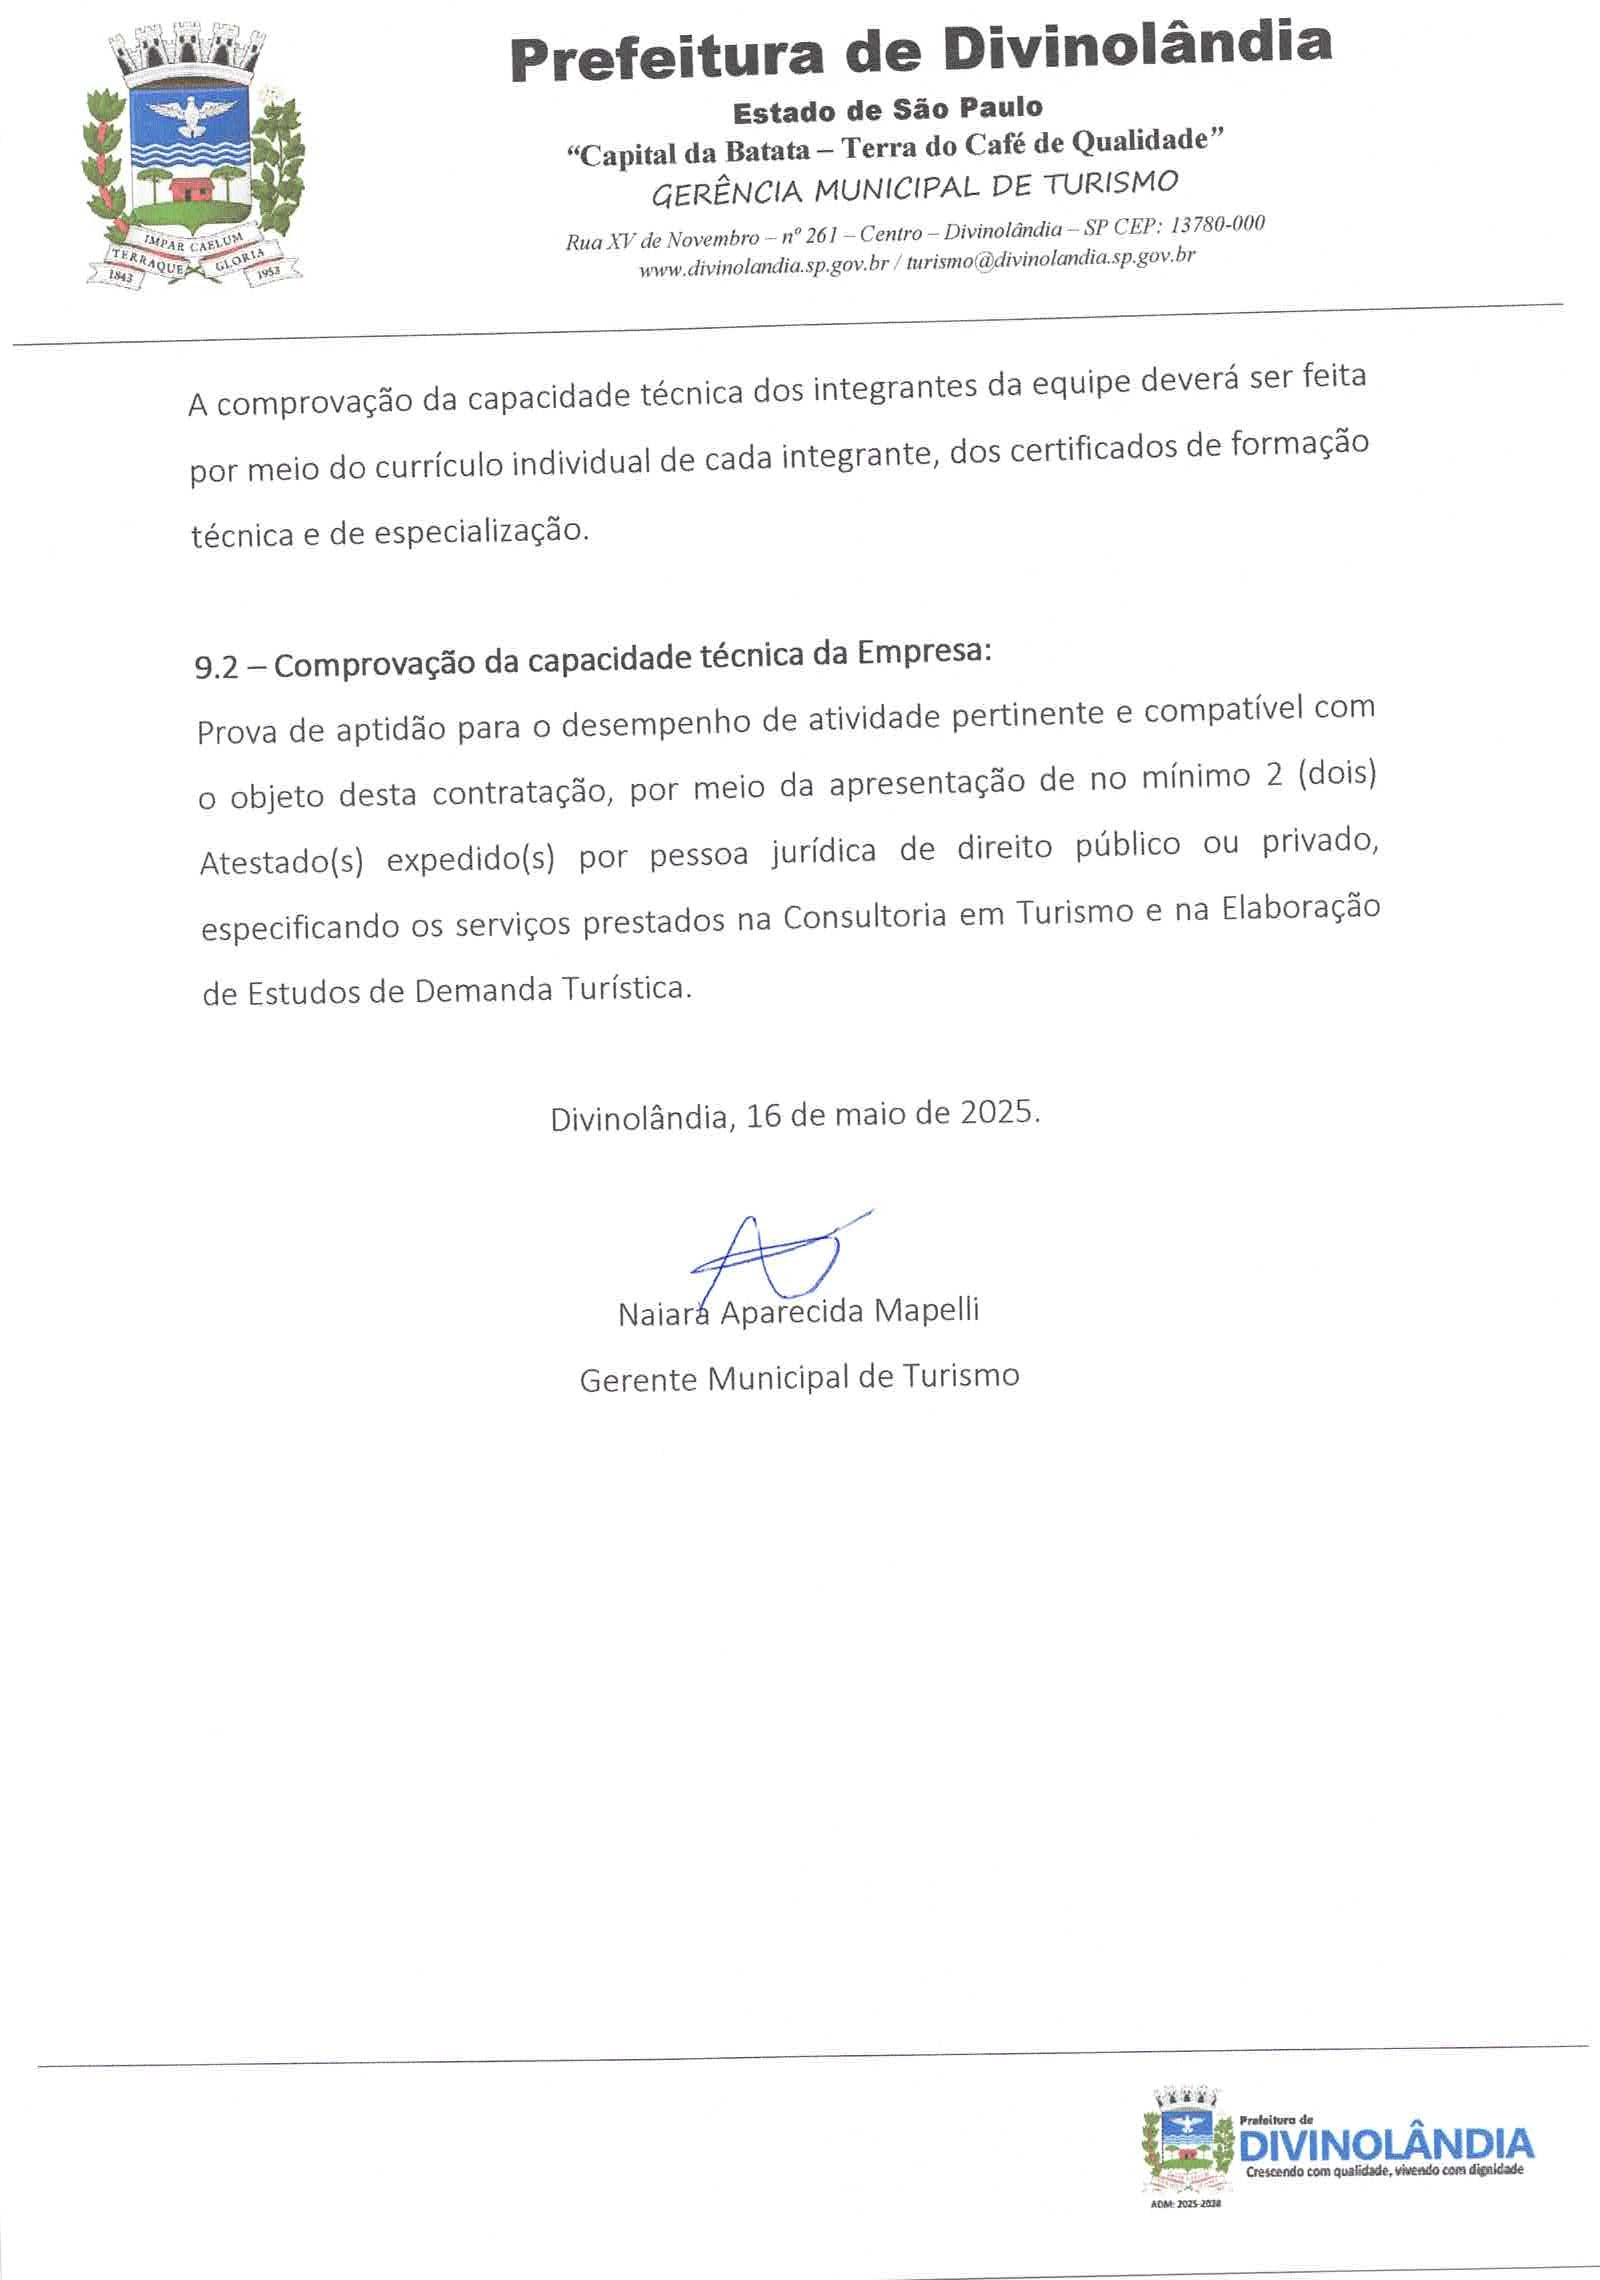 Prefeitura de Divinolândia
Estado de São Paulo
“Capital da Batata – Terra do Café de Qualidade”
GERÊNCIA MUNICIPAL DE TURISMO
Rua XV de Novembro – nº 261 – Centro – Divinolândia – SP CEP: 13780-000
www.divinolandia.sp.gov.br / turismo@divinolandia.sp.gov.br
IMPAR CAELUM
TERRAQUE GLORIA
1843 1953
A comprovação da capacidade técnica dos integrantes da equipe deverá ser feita
por meio do currículo individual de cada integrante, dos certificados de formação
técnica e de especialização.
9.2 – Comprovação da capacidade técnica da Empresa:
Prova de aptidão para o desempenho de atividade pertinente e compatível com
o objeto desta contratação, por meio da apresentação de no mínimo 2 (dois)
Atestado(s) expedido(s) por pessoa jurídica de direito público ou privado,
especificando os serviços prestados na Consultoria em Turismo e na Elaboração
de Estudos de Demanda Turística.
Divinolândia, 16 de maio de 2025.
Naiara Aparecida Mapelli
Gerente Municipal de Turismo
Prefeitura de
DIVINOLÂNDIA
Crescendo com qualidade, vivendo com dignidade
ADM: 2025-2028